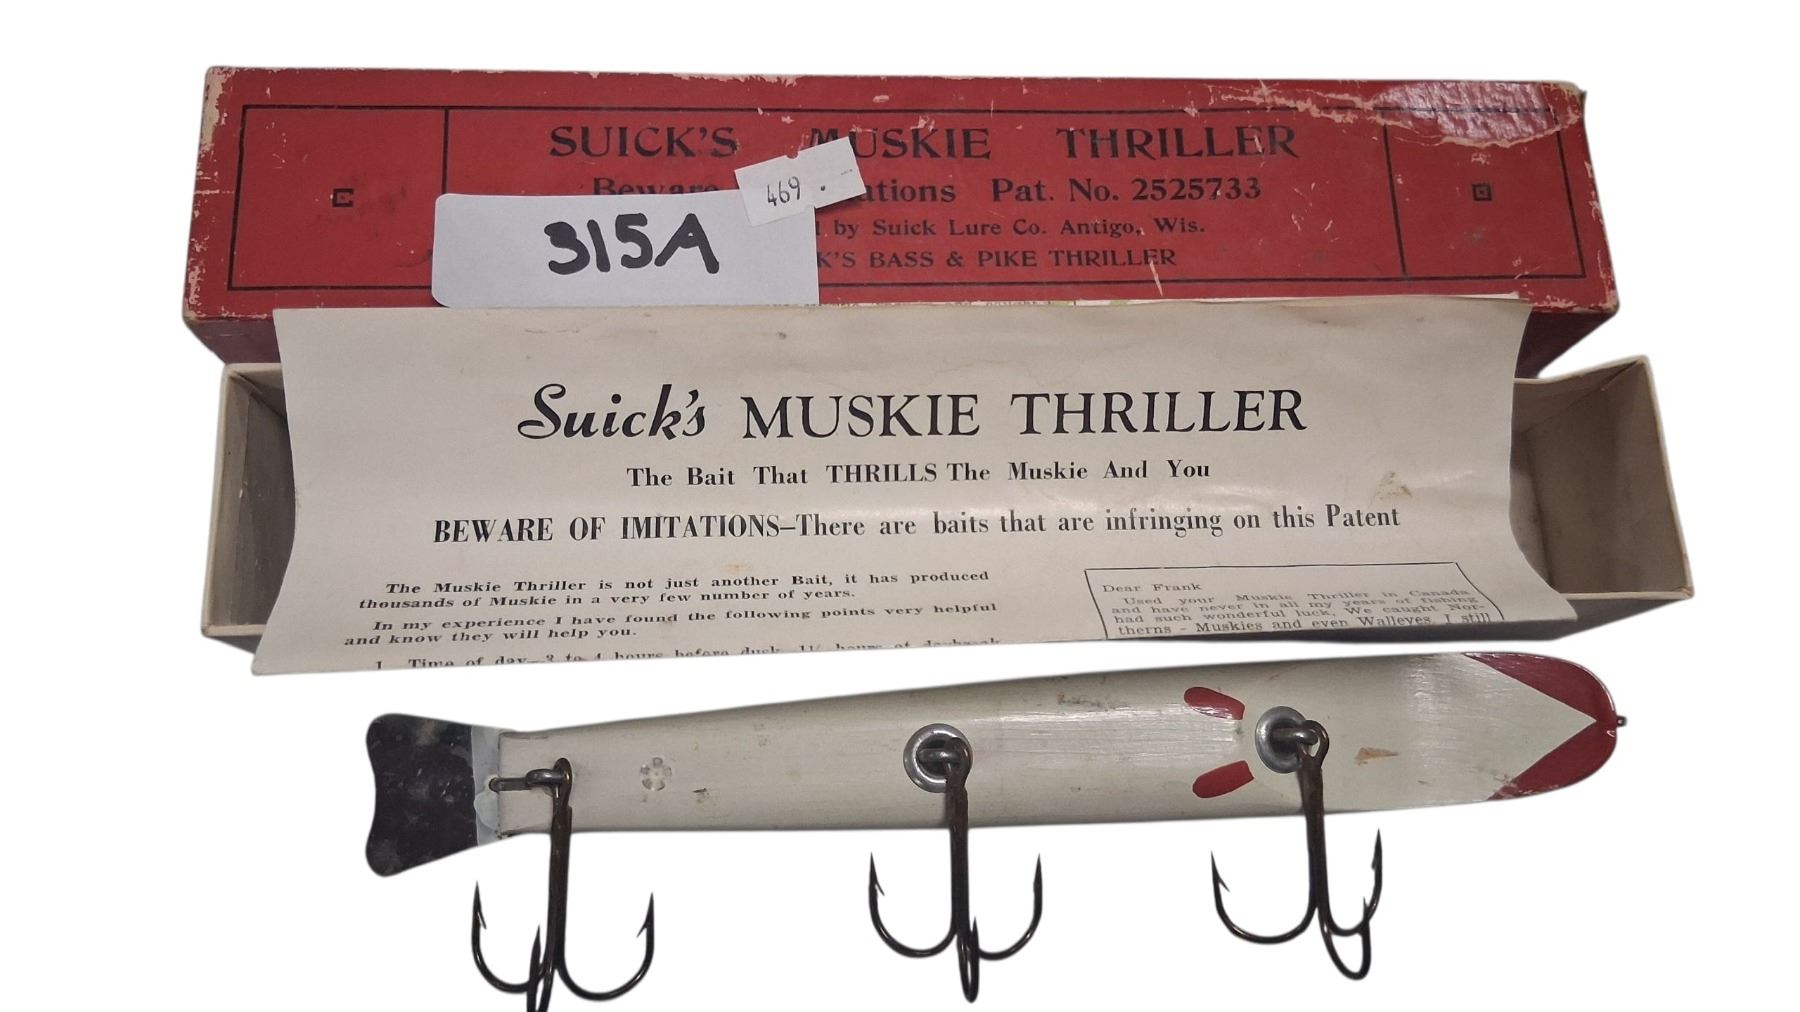 SUICK'S MUSKIE THRILLER
Beware ations Pat. No. 2525733
469.
315A
by Suick Lure Co. Antigo, Wis.
K'S BASS & PIKE THRILLER
Suick's MUSKIE THRILLER
The Bait That THRILLS The Muskie And You
BEWARE OF IMITATIONS—There are baits that are infringing on this Patent
The Muskie Thriller is not just another Bait, it has produced
thousands of Muskie in a very few number of years.
In my experience I have found the following points very helpful
and know they will help you.
1. Time of day—
Dear Frank
Used your Muskie Thriller in Canada
and have never in all my years of fishing
had such wonderful luck. We caught Nor-
therns - Muskies and even Walleyes. I still